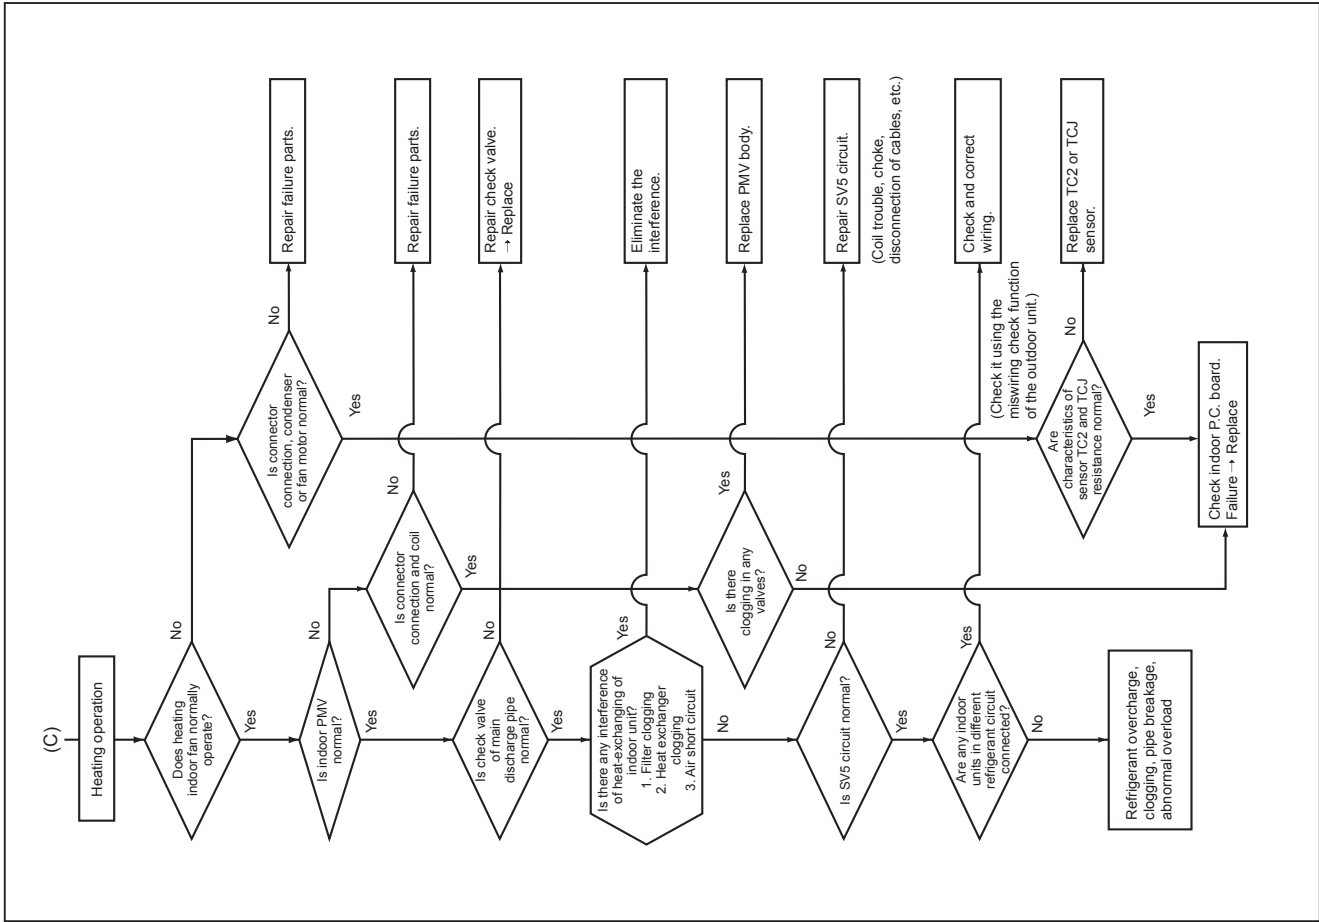 (C)
Heating operation
Does heating
indoor fan normally
operate?
No
Yes
Is connector
connection, condenser
or fan motor normal?
No
Yes
Repair failure parts.
Is indoor PMV
normal?
No
Yes
Is connector
connection and coil
normal?
No
Yes
Repair failure parts.
Is check valve
of main
discharge pipe normal
normal?
No
Yes
Repair check valve.
→ Replace
Is there any interference
of heat-exchanging of
indoor unit?
1. Filter clogging
2. Heat exchanger
clogging
3. Air short circuit
Yes
No
Eliminate the
interference.
Is there
clogging in any
valves?
Yes
No
Replace PMV body.
Is SV5 circuit normal?
No
Yes
Repair SV5 circuit.
(Coil trouble, choke,
disconnection of cables, etc.)
Are any indoor
units in different
refrigerant circuit
connected?
Yes
No
Check and correct
wiring.
(Check it using the
miswiring check function
of the outdoor unit.)
Are
characteristics of
sensor TC2 and TCJ
resistance normal?
No
Yes
Replace TC2 or TCJ
sensor.
Refrigerant overcharge,
clogging, pipe breakage,
abnormal overload
Check indoor P.C. board.
Failure → Replace